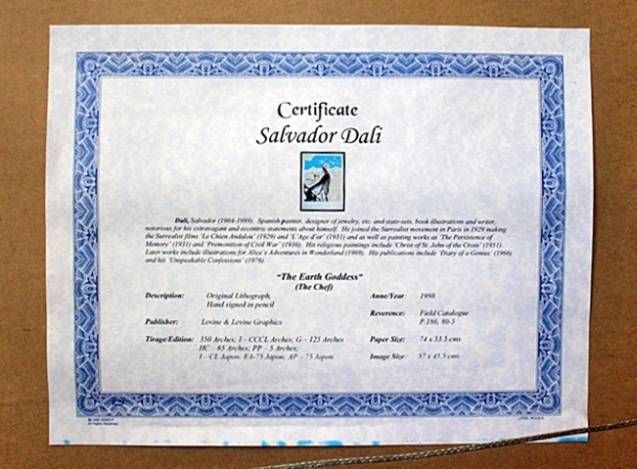 Certificate
Salvador Dali
Dali, Salvador (1904-1989). Spanish painter, designer of jewelry, etc. and state-sets, book illustrations and writer,
notorious for his extravagant and eccentric statements about himself. He joined the Surrealist movement in Paris in 1929 making
the Surrealist films 'Le Chien Andalou' (1929) and 'L'Age d'or' (1931) and as well as painting works as 'The Persistence of
Memory' (1931) and 'Premonition of Civil War' (1936). His religious paintings include 'Christ of St. John of the Cross' (1951).
Later works include illustrations for Alice's Adventures in Wonderland (1969). His publications include 'Diary of a Genius' (1966)
and his 'Unspeakable Confessions' (1976).
"The Earth Goddess"
(The Chef)
Description: Original Lithograph, Hand signed in pencil
Anno/Year: 1980
Reverence: Field Catalogue P.186, 80-5
Publisher: Levine & Levine Graphics
Tirage/Edition: 350 Arches; I - CCCL Arches; G - 125 Arches
HC - 65 Arches; PP - 5 Arches;
I - CL Japon; EA-75 Japon; AP - 75 Japon
Paper Size: 74 x 53.5 cms
Image Size: 57 x 45.5 cms
All Rights Reserved